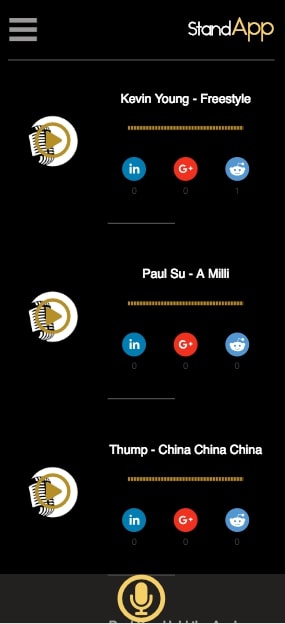 StandApp
Kevin Young - Freestyle
in G+
0 0 1
Paul Su - A Milli
in G+
0 0 0
Thump - China China China
in G+
0 0 0